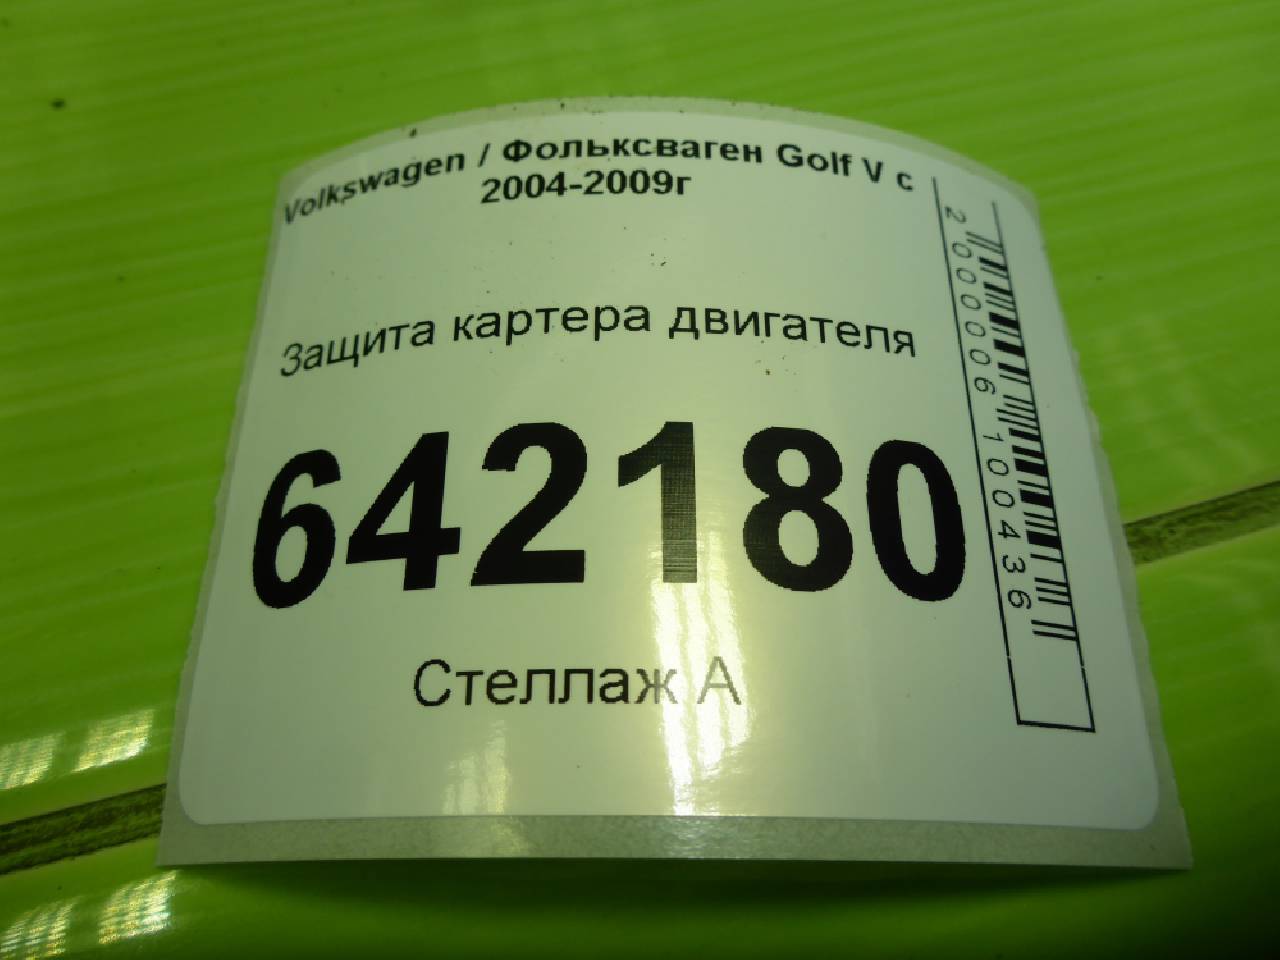 Volkswagen / Фольксваген Golf V с
2004-2009г
Защита картера двигателя
642180
Стеллаж А
2000006100436